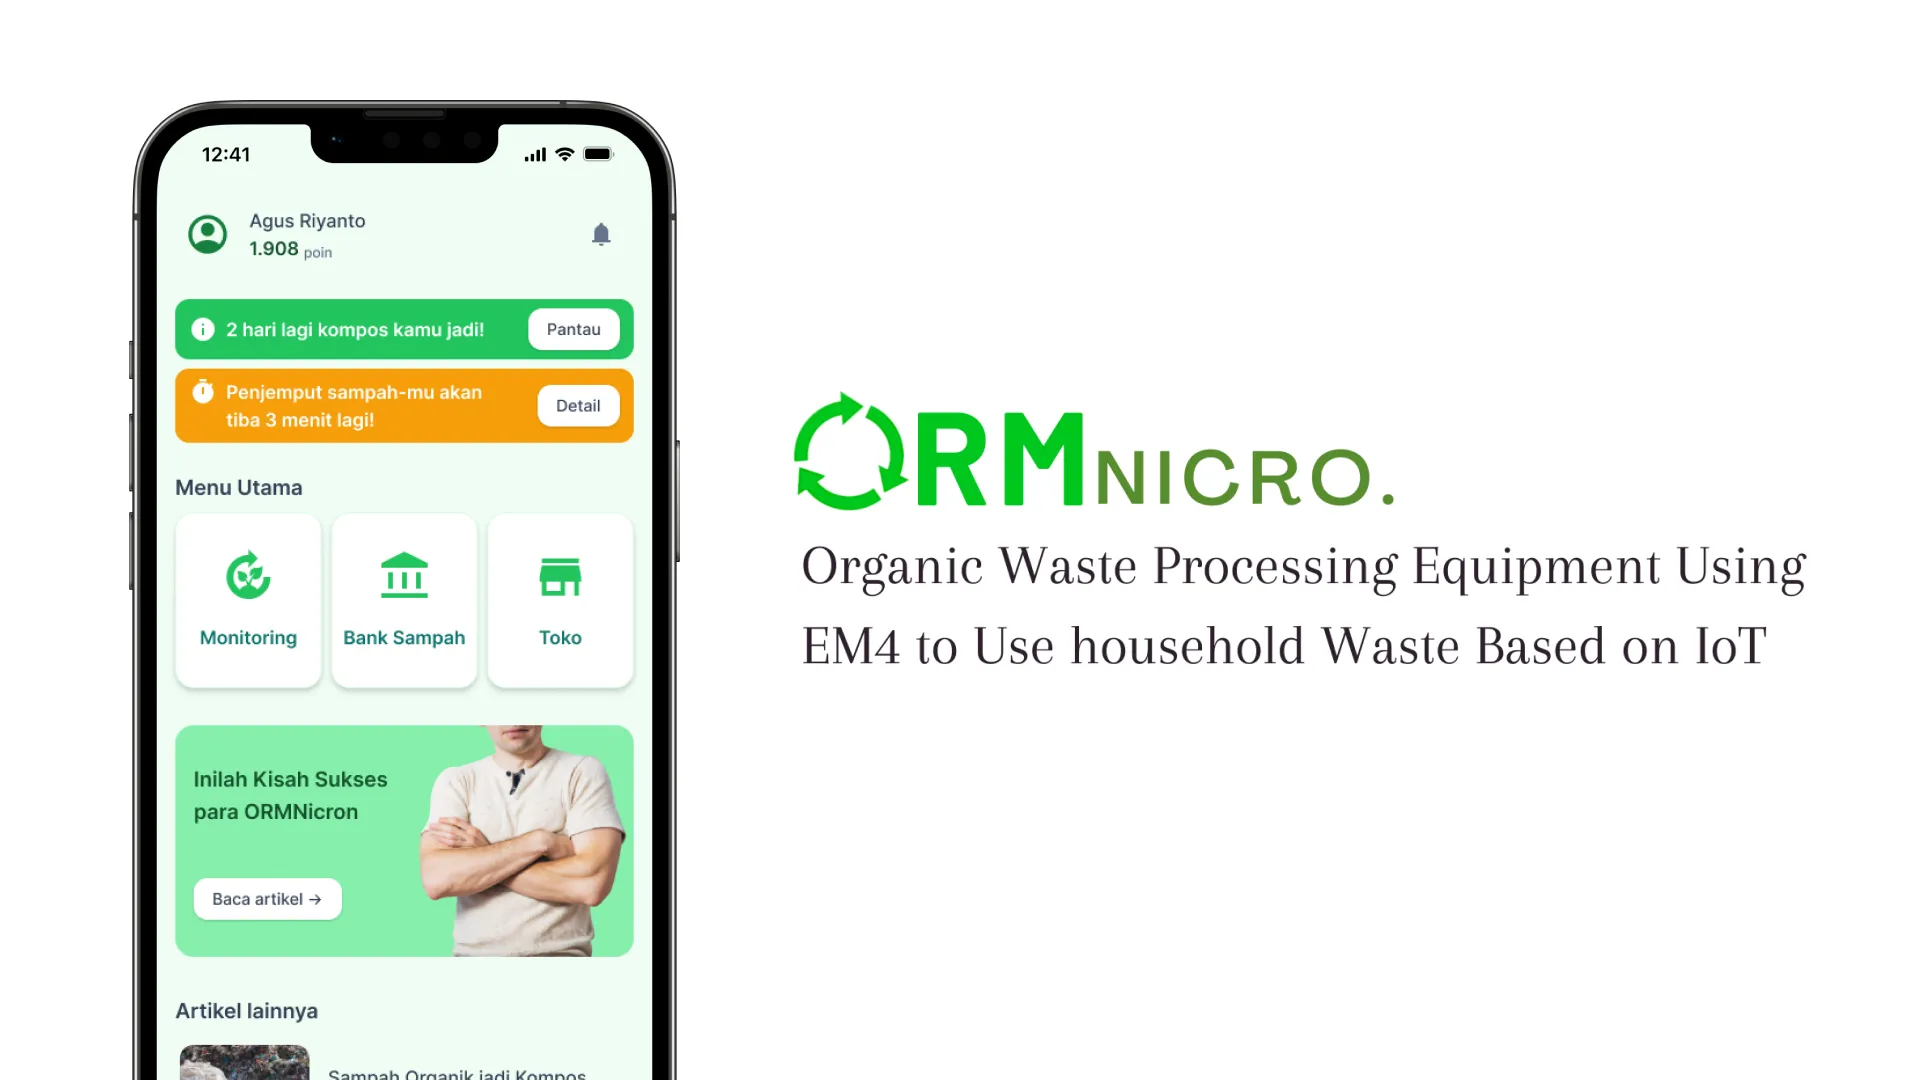 12:41
Agus Riyanto
1.908 poin
2 hari lagi kompos kamu jadi!
Pantau
Penjemput sampah-mu akan
tiba 3 menit lagi!
Detail
Menu Utama
Monitoring
Bank Sampah
Toko
Inilah Kisah Sukses
para ORMNicron
Baca artikel →
Artikel lainnya
Sampah Organik jadi Kompos
ORMNICRO.
Organic Waste Processing Equipment Using
EM4 to Use household Waste Based on IoT